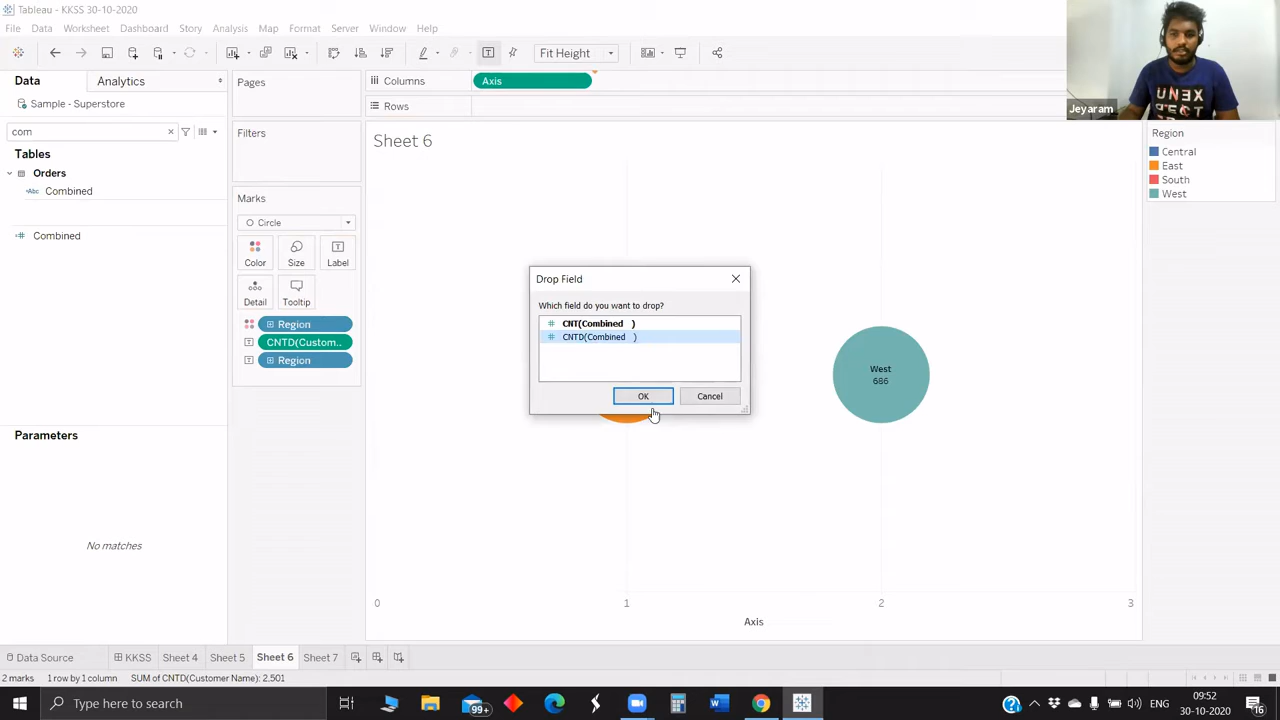 Tableau - KKSS 30-10-2020
File Data Worksheet Dashboard Story Analysis Map Format Server Window Help
Fit Height
Data Analytics
Sample - Superstore
com
Tables
Orders
Abc Combined
Combined
Parameters
No matches
Pages
Filters
Marks
Circle
Color Size Label
Detail Tooltip
Region
CNTD(Custom..
Region
Columns Axis
Rows
Sheet 6
Drop Field
Which field do you want to drop?
CNT(Combined )
CNTD(Combined )
OK Cancel
West
686
0 1 2 3
Axis
UNEX
PECT
Jeyaram
Region
Central
East
South
West
Data Source KKSS Sheet 4 Sheet 5 Sheet 6 Sheet 7
2 marks 1 row by 1 column SUM of CNTD(Customer Name): 2.501
Type here to search
99+
ENG
09:52
30-10-2020
16